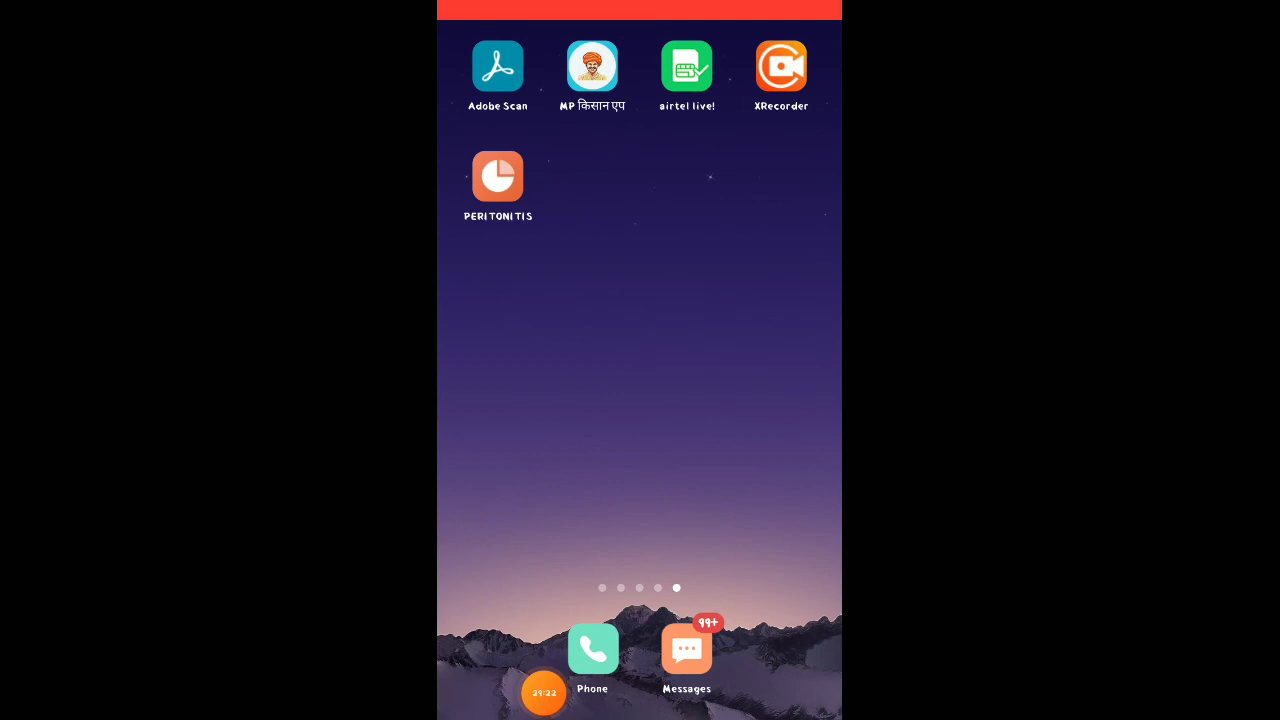 Adobe Scan
MP किसान एप
airtel live!
XRecorder
PERITONITIS
99+
Phone
Messages
29:22